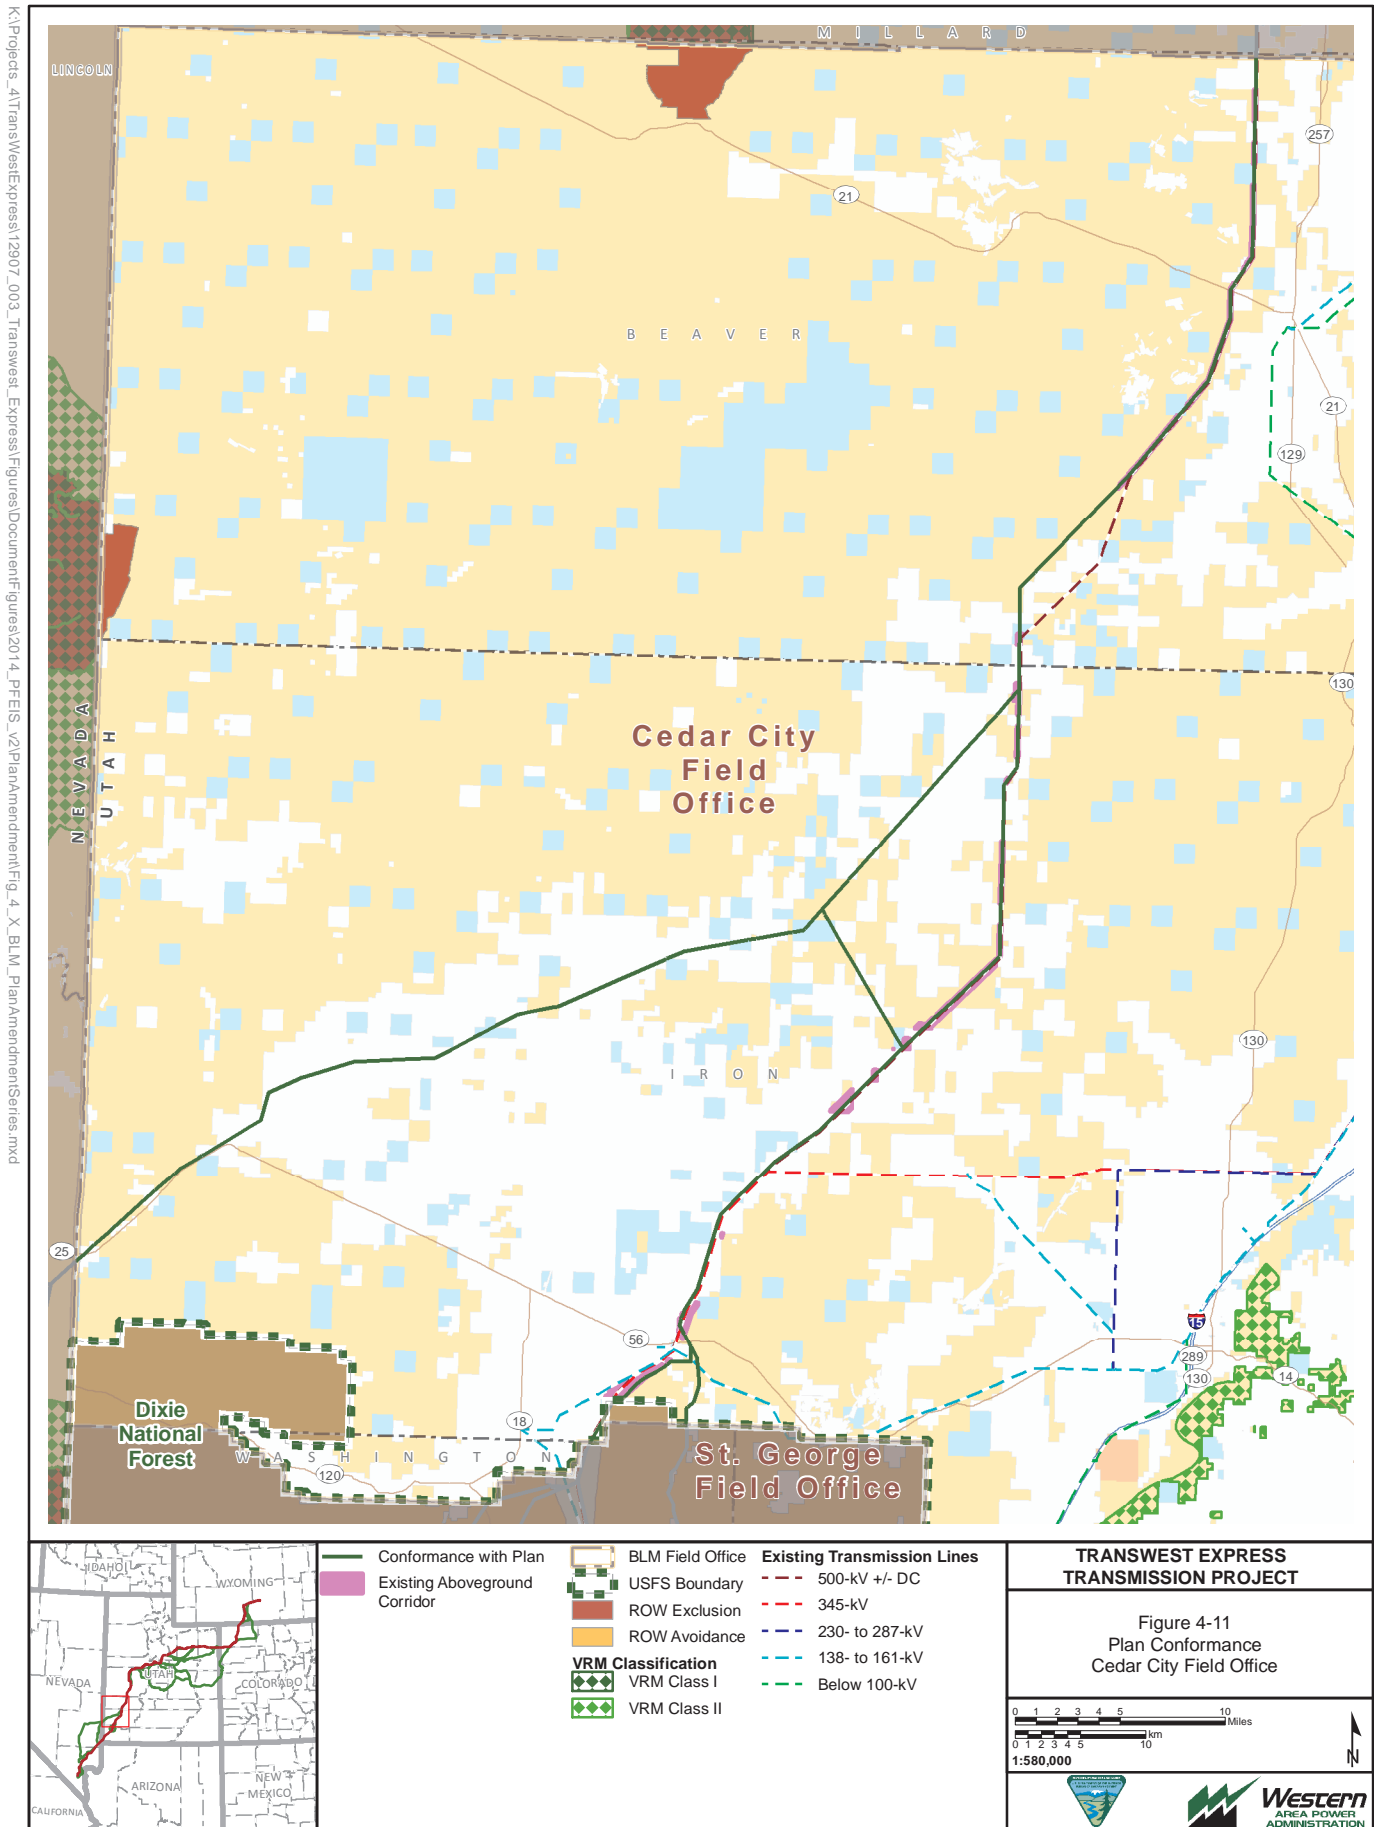 K:\Projects_4\TransWestExpress\12907_003_Transwest_Express\Figures\DocumentFigures\2014_PFEIS_v2\PlanAmendment\Fig_4_X_BLM_PlanAmendmentSeries.mxd
MILLARD
LINCOLN
257
21
BEAVER
21
129
130
NEVADA
UTAH
Cedar City
Field
Office
130
IRON
25
56
15
289
130
14
Dixie
National
Forest
18
WASHINGTON
120
St. George
Field Office
IDAHO
WYOMING
NEVADA
UTAH
COLORADO
ARIZONA
NEW
MEXICO
CALIFORNIA
Conformance with Plan
Existing Aboveground
Corridor
BLM Field Office
USFS Boundary
ROW Exclusion
ROW Avoidance
VRM Classification
VRM Class I
VRM Class II
Existing Transmission Lines
500-kV +/- DC
345-kV
230- to 287-kV
138- to 161-kV
Below 100-kV
TRANSWEST EXPRESS
TRANSMISSION PROJECT
Figure 4-11
Plan Conformance
Cedar City Field Office
0 1 2 3 4 5 10
Miles
km
0 1 2 3 4 5 10
1:580,000
N
Western
AREA POWER
ADMINISTRATION